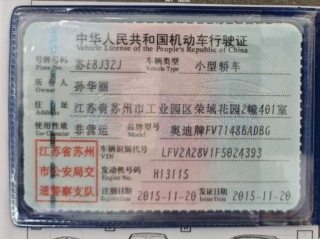 中华人民共和国机动车行驶证
Vehicle License of the People's Republic of China
号牌号码 Plate No. 苏E8J32J 车辆类型 Vehicle Type 小型轿车
所有人 Owner 孙华丽
住址 Address 江苏省苏州市工业园区荣域花园2幢401室
使用性质 Use Character 非营运 品牌型号 Model 奥迪牌FV7148BADBG
江苏省苏州市公安局交通警察支队
车辆识别代号 VIN LFV2A28V1F5024393
发动机号码 Engine No. H13115
注册日期 Register Date 2015-11-20 发证日期 Issue Date 2015-11-20